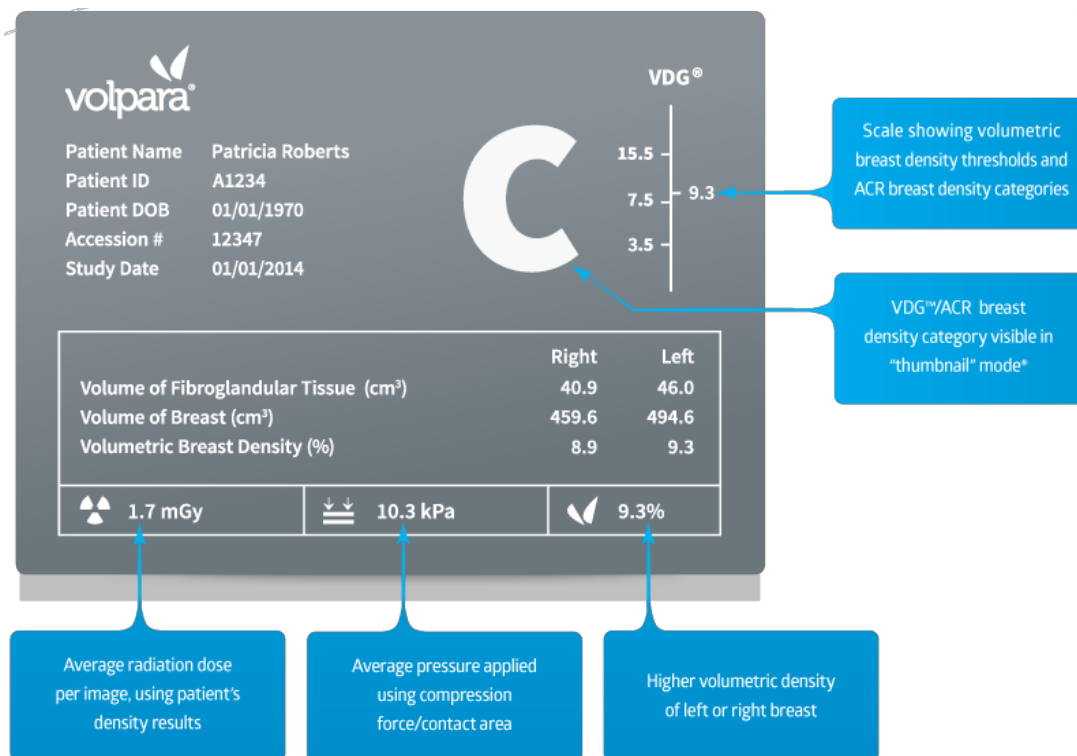 volpara®
Patient Name Patricia Roberts
Patient ID A1234
Patient DOB 01/01/1970
Accession # 12347
Study Date 01/01/2014
C
VDG®
15.5
7.5
9.3
3.5
Scale showing volumetric
breast density thresholds and
ACR breast density categories
VDG™/ACR breast
density category visible in
“thumbnail” mode*
Right Left
Volume of Fibroglandular Tissue (cm³) 40.9 46.0
Volume of Breast (cm³) 459.6 494.6
Volumetric Breast Density (%) 8.9 9.3
1.7 mGy 10.3 kPa 9.3%
Average radiation dose
per image, using patient’s
density results
Average pressure applied
using compression
force/contact area
Higher volumetric density
of left or right breast